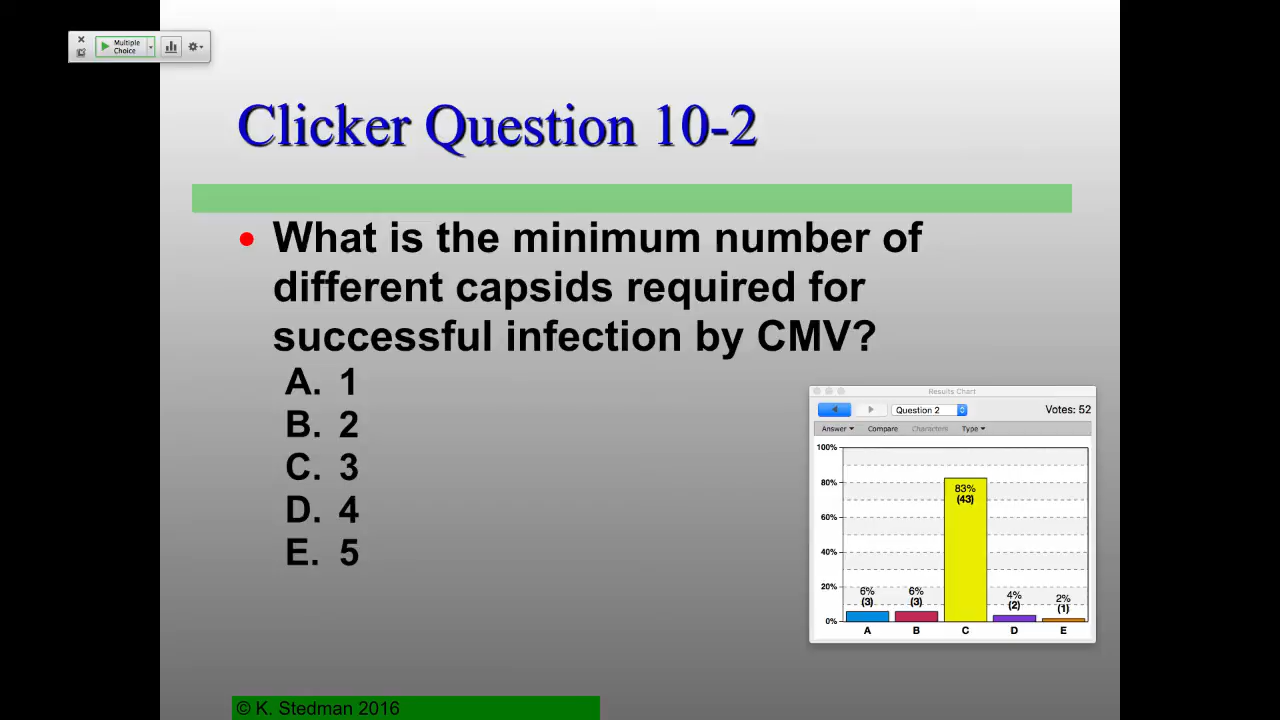 Multiple
Choice
Clicker Question 10-2
• What is the minimum number of
different capsids required for
successful infection by CMV?
A. 1
B. 2
C. 3
D. 4
E. 5
Results Chart
Question 2
Votes: 52
Answer Compare Characters Type
100%
80%
60%
40%
20%
0%
6%
(3)
6%
(3)
83%
(43)
4%
(2)
2%
(1)
A B C D E
© K. Stedman 2016